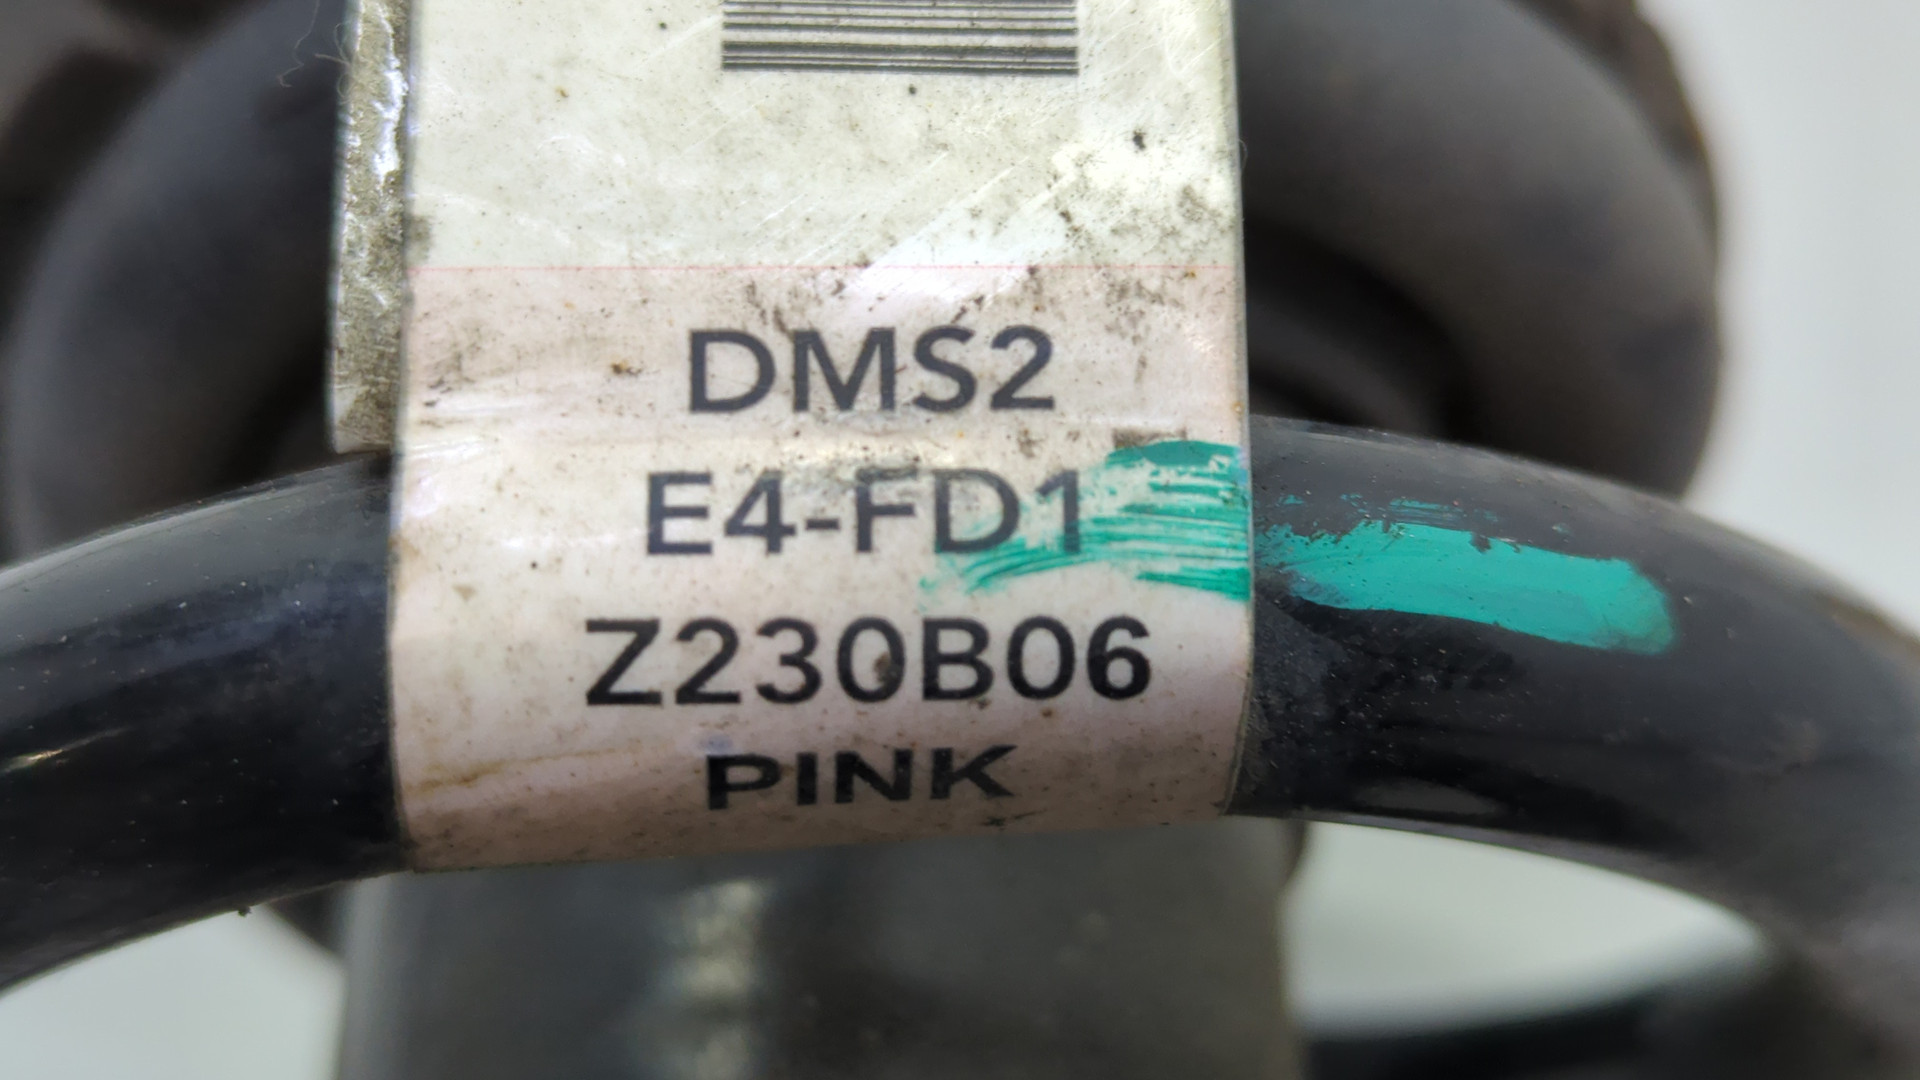 DMS2
E4-FD1
Z230B06
PINK